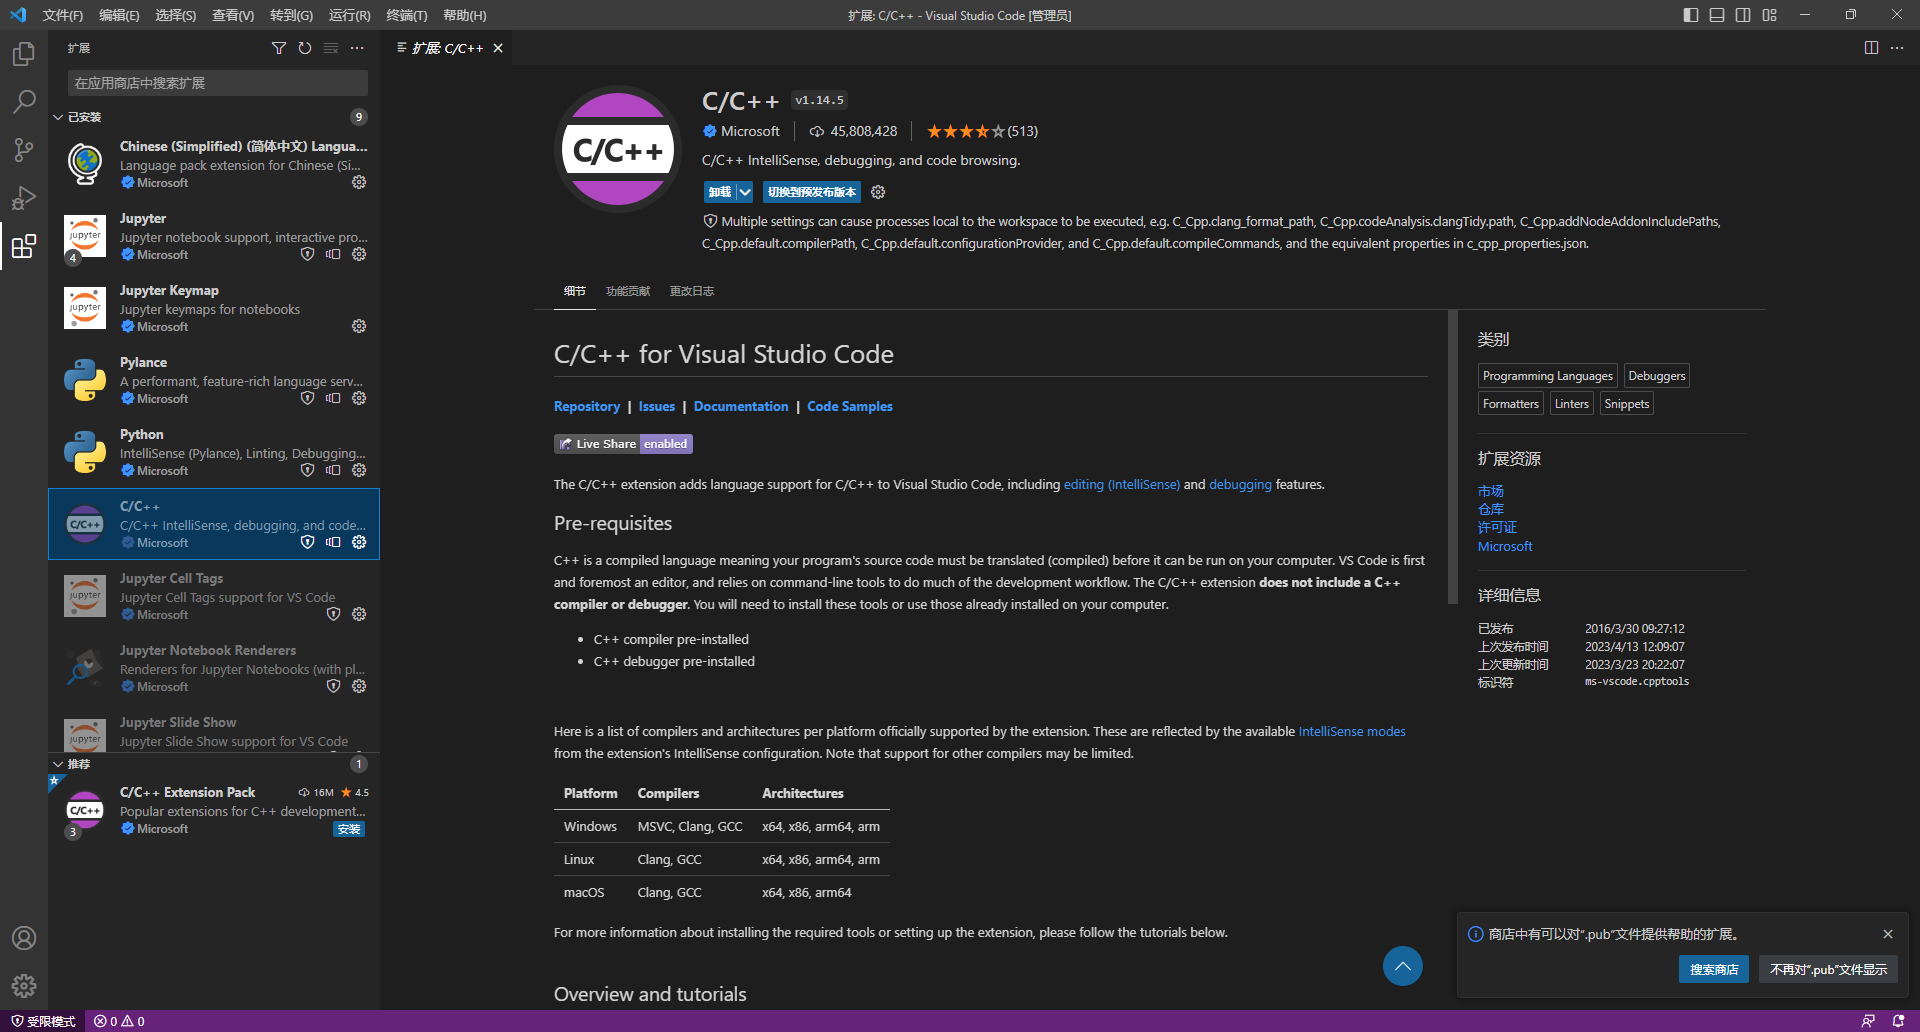 文件(F) 编辑(E) 选择(S) 查看(V) 转到(G) 运行(R) 终端(T) 帮助(H)
扩展: C/C++ - Visual Studio Code [管理员]
扩展
在应用商店中搜索扩展
已安装 9
Chinese (Simplified) (简体中文) Langua...
Language pack extension for Chinese (Si...
Microsoft
Jupyter
Jupyter notebook support, interactive pro...
Microsoft
jupyter
4
Jupyter Keymap
Jupyter keymaps for notebooks
Microsoft
jupyter
Pylance
A performant, feature-rich language serv...
Microsoft
Python
IntelliSense (Pylance), Linting, Debugging...
Microsoft
C/C++
C/C++
C/C++ IntelliSense, debugging, and code...
Microsoft
Jupyter Cell Tags
Jupyter Cell Tags support for VS Code
Microsoft
jupyter
Jupyter Notebook Renderers
Renderers for Jupyter Notebooks (with pl...
Microsoft
Jupyter Slide Show
Jupyter Slide Show support for VS Code
jupyter
推荐 1
C/C++ Extension Pack 16M 4.5
Popular extensions for C++ development...
Microsoft 安装
C/C++
3
扩展: C/C++
C/C++
C/C++ v1.14.5
Microsoft 45,808,428 (513)
C/C++ IntelliSense, debugging, and code browsing.
卸载 切换到预发布版本
Multiple settings can cause processes local to the workspace to be executed, e.g. C_Cpp.clang_format_path, C_Cpp.codeAnalysis.clangTidy.path, C_Cpp.addNodeAddonIncludePaths,
C_Cpp.default.compilerPath, C_Cpp.default.configurationProvider, and C_Cpp.default.compileCommands, and the equivalent properties in c_cpp_properties.json.
细节 功能贡献 更改日志
C/C++ for Visual Studio Code
Repository | Issues | Documentation | Code Samples
Live Share enabled
The C/C++ extension adds language support for C/C++ to Visual Studio Code, including editing (IntelliSense) and debugging features.
Pre-requisites
C++ is a compiled language meaning your program's source code must be translated (compiled) before it can be run on your computer. VS Code is first
and foremost an editor, and relies on command-line tools to do much of the development workflow. The C/C++ extension does not include a C++
compiler or debugger. You will need to install these tools or use those already installed on your computer.
• C++ compiler pre-installed
• C++ debugger pre-installed
Here is a list of compilers and architectures per platform officially supported by the extension. These are reflected by the available IntelliSense modes
from the extension's IntelliSense configuration. Note that support for other compilers may be limited.
Platform Compilers Architectures
Windows MSVC, Clang, GCC x64, x86, arm64, arm
Linux Clang, GCC x64, x86, arm64, arm
macOS Clang, GCC x64, x86, arm64
For more information about installing the required tools or setting up the extension, please follow the tutorials below.
Overview and tutorials
类别
Programming Languages Debuggers
Formatters Linters Snippets
扩展资源
市场
仓库
许可证
Microsoft
详细信息
已发布 2016/3/30 09:27:12
上次发布时间 2023/4/13 12:09:07
上次更新时间 2023/3/23 20:22:07
标识符 ms-vscode.cpptools
商店中有可以对“.pub”文件提供帮助的扩展。
搜索商店 不再对“.pub”文件显示
受限模式 0 0